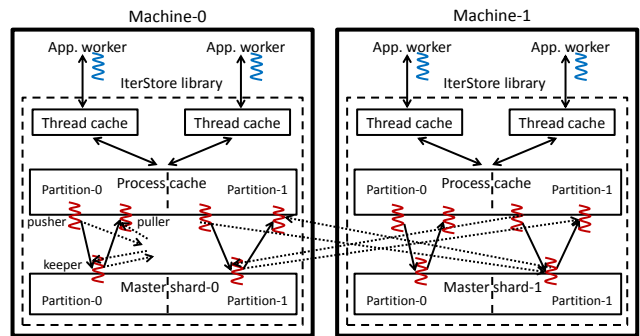 Machine-0
Machine-1
App. worker App. worker
App. worker App. worker
IterStore library
IterStore library
Thread cache Thread cache
Thread cache Thread cache
Process cache
Partition-0 Partition-1
Process cache
Partition-0 Partition-1
pusher puller
keeper
Master shard-0
Partition-0 Partition-1
Master shard-1
Partition-0 Partition-1